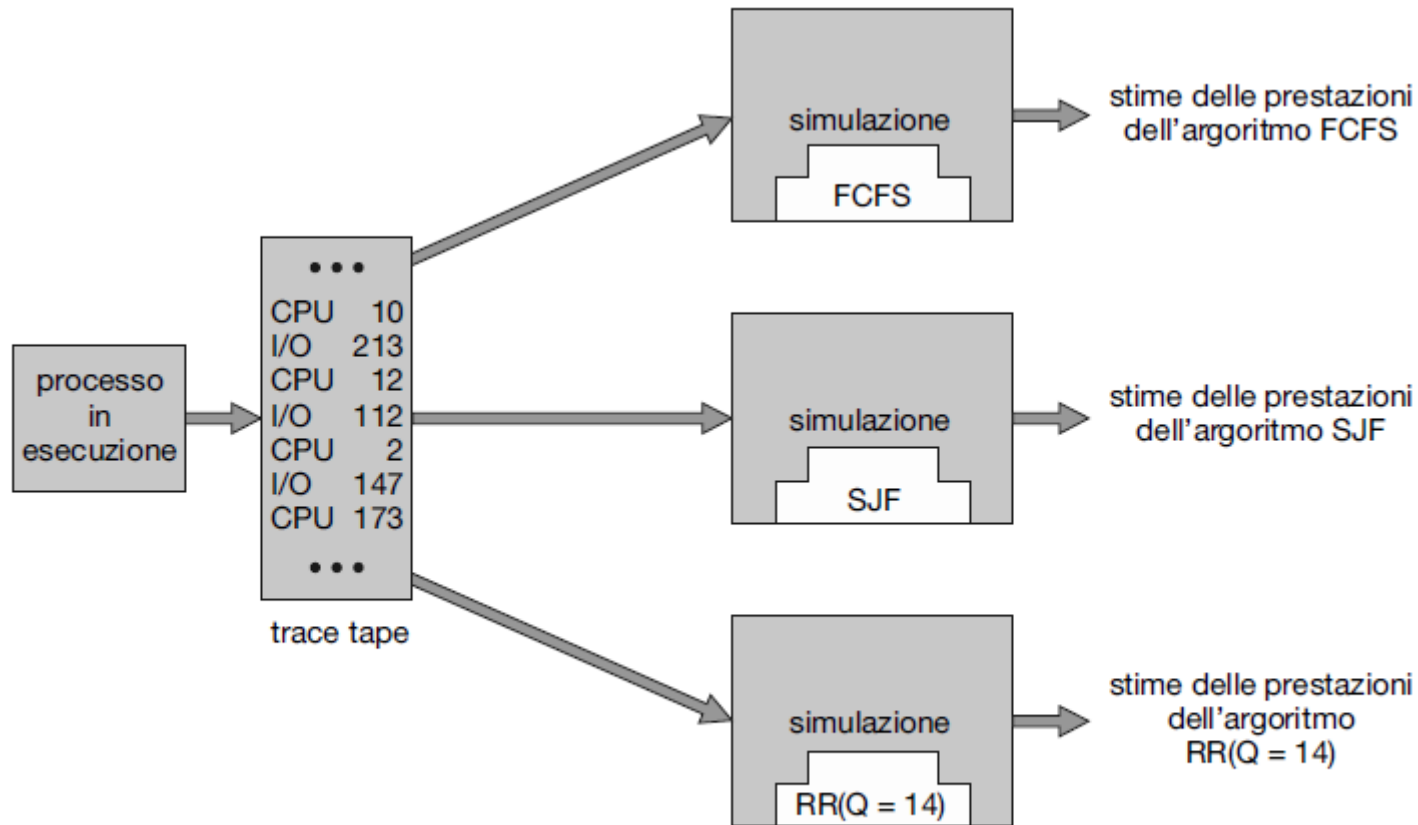 processo
in
esecuzione
• • •
CPU 10
I/O 213
CPU 12
I/O 112
CPU 2
I/O 147
CPU 173
• • •
trace tape
simulazione
FCFS
stime delle prestazioni
dell'argoritmo FCFS
simulazione
SJF
stime delle prestazioni
dell'argoritmo SJF
simulazione
RR(Q = 14)
stime delle prestazioni
dell'argoritmo
RR(Q = 14)